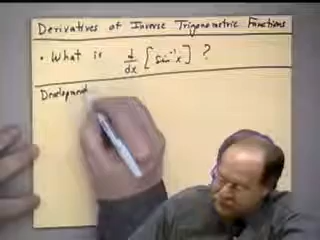 Derivatives of Inverse Trigonometric Functions
• What is d/dx [sin⁻¹x] ?
Development